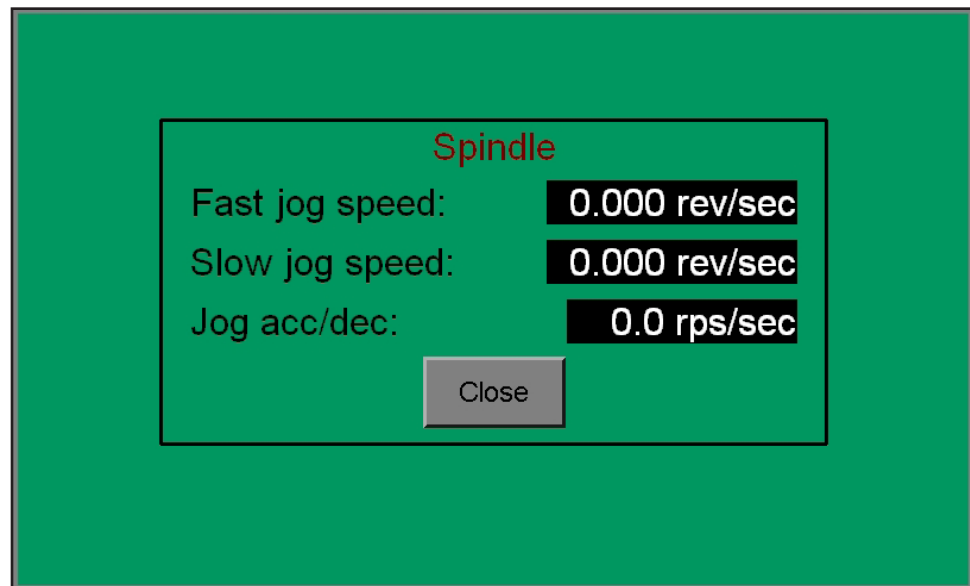 Spindle
Fast jog speed: 0.000 rev/sec
Slow jog speed: 0.000 rev/sec
Jog acc/dec: 0.0 rps/sec
Close